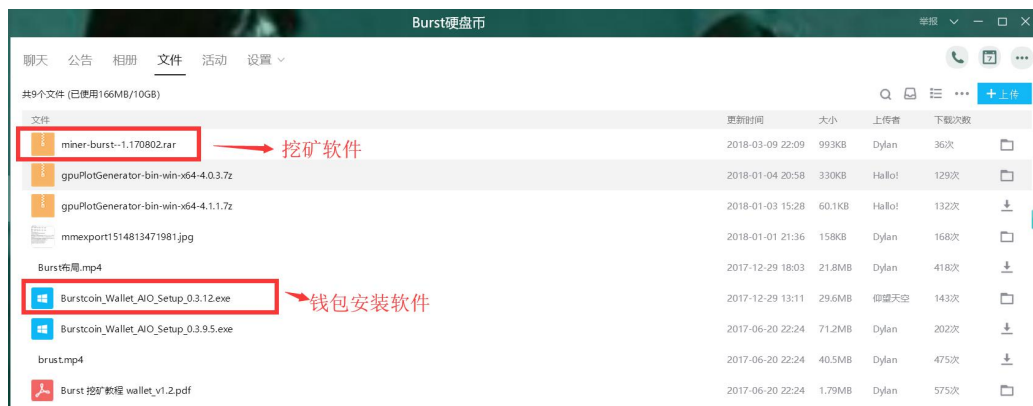 Burst硬盘币
举报
聊天 公告 相册 文件 活动 设置
7
共9个文件 (已使用166MB/10GB)
+上传
文件 更新时间 大小 上传者 下载次数
miner-burst--1.170802.rar 2018-03-09 22:09 993KB Dylan 36次
挖矿软件
gpuPlotGenerator-bin-win-x64-4.0.3.7z 2018-01-04 20:58 330KB Hallo! 129次
gpuPlotGenerator-bin-win-x64-4.1.1.7z 2018-01-03 15:28 60.1KB Hallo! 132次
mmexport1514813471981.jpg 2018-01-01 21:36 158KB Dylan 168次
Burst布局.mp4 2017-12-29 18:03 21.8MB Dylan 418次
Burstcoin_Wallet_AIO_Setup_0.3.12.exe 2017-12-29 13:11 29.6MB 仰望天空 143次
钱包安装软件
Burstcoin_Wallet_AIO_Setup_0.3.9.5.exe 2017-06-20 22:24 71.2MB Dylan 202次
brust.mp4 2017-06-20 22:24 40.5MB Dylan 475次
Burst 挖矿教程 wallet_v1.2.pdf 2017-06-20 22:24 1.79MB Dylan 575次